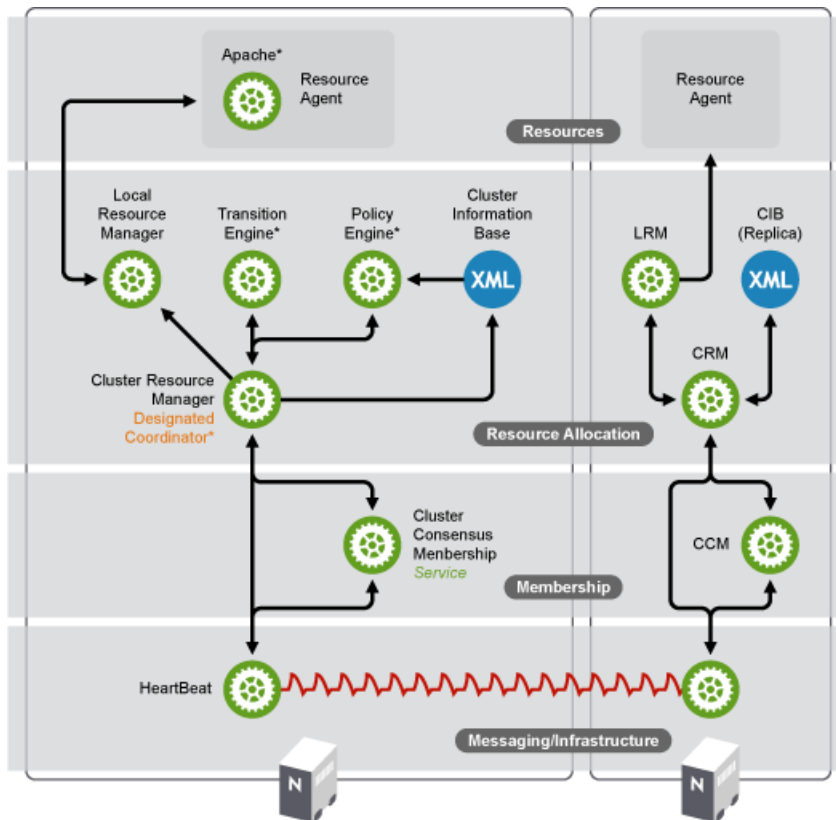 Apache*
Resource
Agent
Resource
Agent
Resources
Local
Resource
Manager
Transition
Engine*
Policy
Engine*
Cluster
Information
Base
LRM
CIB
(Replica)
XML
XML
CRM
Cluster Resource
Manager
Designated
Coordinator*
Resource Allocation
Cluster
Consensus
Menbership
Service
CCM
Membership
HeartBeat
Messaging/Infrastructure
N
N